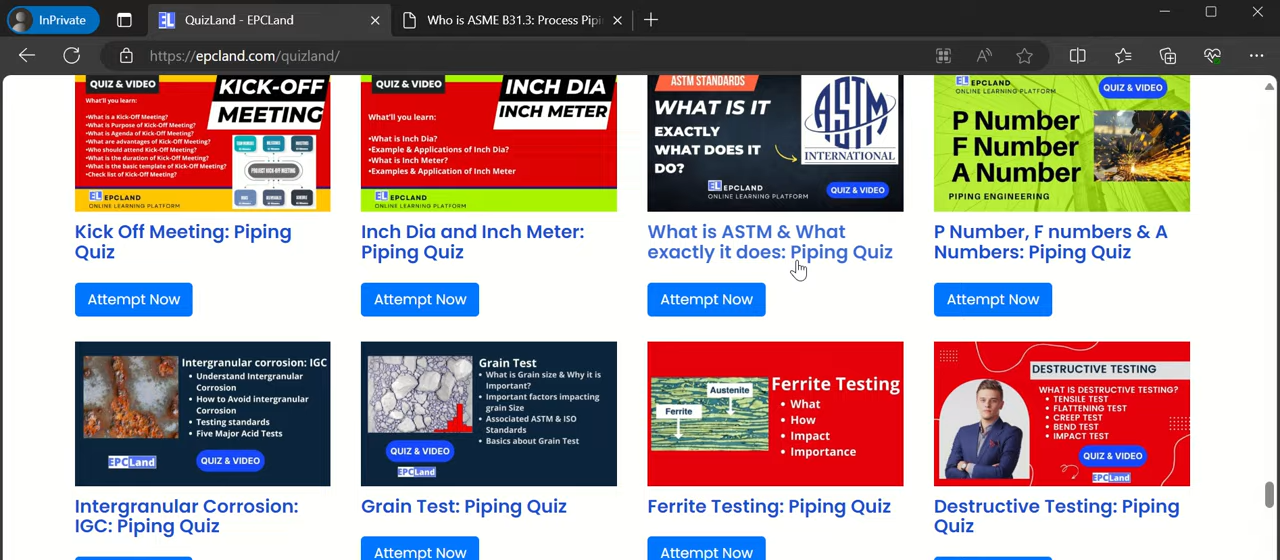 InPrivate
QuizLand - EPCLand
Who is ASME B31.3: Process Pipin
https://epcland.com/quizland/
QUIZ & VIDEO
KICK-OFF
MEETING
What'll you learn:
•What is a Kick-Off Meeting?
•What is Purpose of Kick-Off Meeting?
•What is Agenda of Kick-Off Meeting?
•What are advantages of Kick-Off Meeting?
•Who should attend Kick-Off Meeting?
•What is the duration of Kick-Off Meeting?
•What is the basic template of Kick-Off Meeting?
•Check list of Kick-Off Meeting?
PROJECT KICK-OFF MEETING
EL EPCLAND
ONLINE LEARNING PLATFORM
QUIZ & VIDEO
INCH DIA
INCH METER
What'll you learn:
•What is Inch Dia?
•Example & Applications of Inch Dia?
•What is Inch Meter?
•Examples & Application of Inch Meter
EL EPCLAND
ONLINE LEARNING PLATFORM
ASTM STANDARDS
WHAT IS IT
EXACTLY
WHAT DOES IT
DO?
ASTM
INTERNATIONAL
EL EPCLAND
ONLINE LEARNING PLATFORM
QUIZ & VIDEO
EL EPCLAND
ONLINE LEARNING PLATFORM
QUIZ & VIDEO
P Number
F Number
A Number
PIPING ENGINEERING
Kick Off Meeting: Piping
Quiz
Inch Dia and Inch Meter:
Piping Quiz
What is ASTM & What
exactly it does: Piping Quiz
P Number, F numbers & A
Numbers: Piping Quiz
Attempt Now
Attempt Now
Attempt Now
Attempt Now
Intergranular corrosion: IGC
• Understand Intergranular
Corrosion
• How to Avoid intergranular
Corrosion
• Testing standards
• Five Major Acid Tests
EPCLand
QUIZ & VIDEO
Grain Test
• What is Grain size & Why it is
Important?
• Important factors impacting
grain Size
• Associated ASTM & ISO
Standards
• Basics about Grain Test
QUIZ & VIDEO
EPCLand
Austenite
Ferrite
Ferrite Testing
• What
• How
• Impact
• Importance
DESTRUCTIVE TESTING
WHAT IS DESTRUCTIVE TESTING?
• TENSILE TEST
• FLATTENING TEST
• CREEP TEST
• BEND TEST
• IMPACT TEST
QUIZ & VIDEO
EPCLand
Intergranular Corrosion:
IGC: Piping Quiz
Grain Test: Piping Quiz
Ferrite Testing: Piping Quiz
Destructive Testing: Piping
Quiz
Attempt Now
Attempt Now